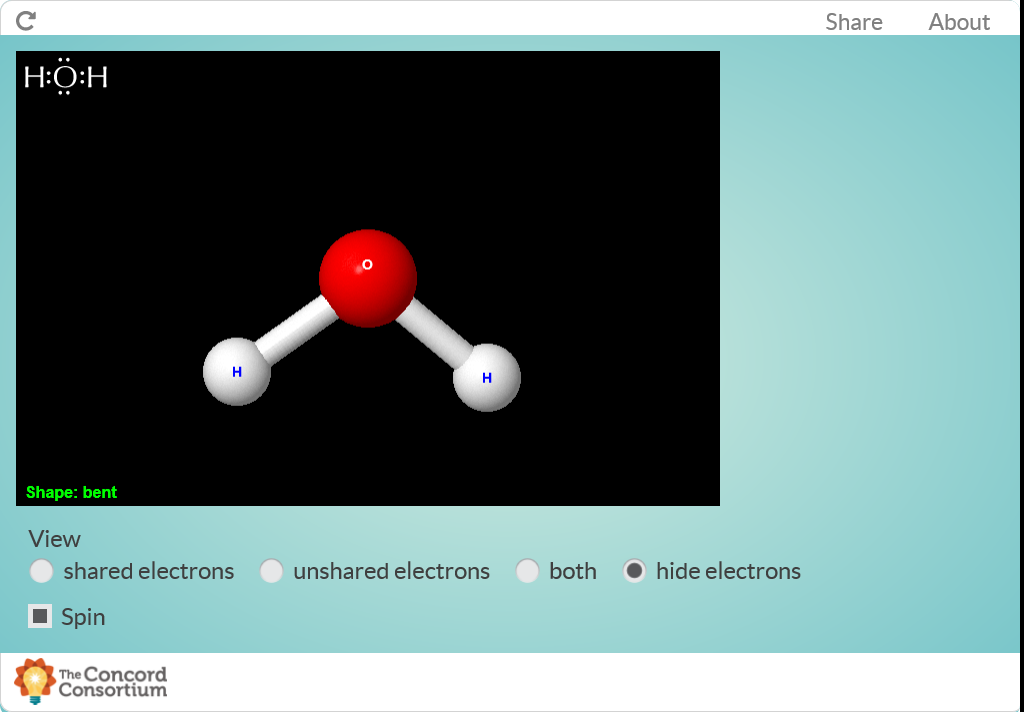 Share About
H:Ö:H
O
H H
Shape: bent
View
shared electrons unshared electrons both hide electrons
Spin
The Concord
Consortium